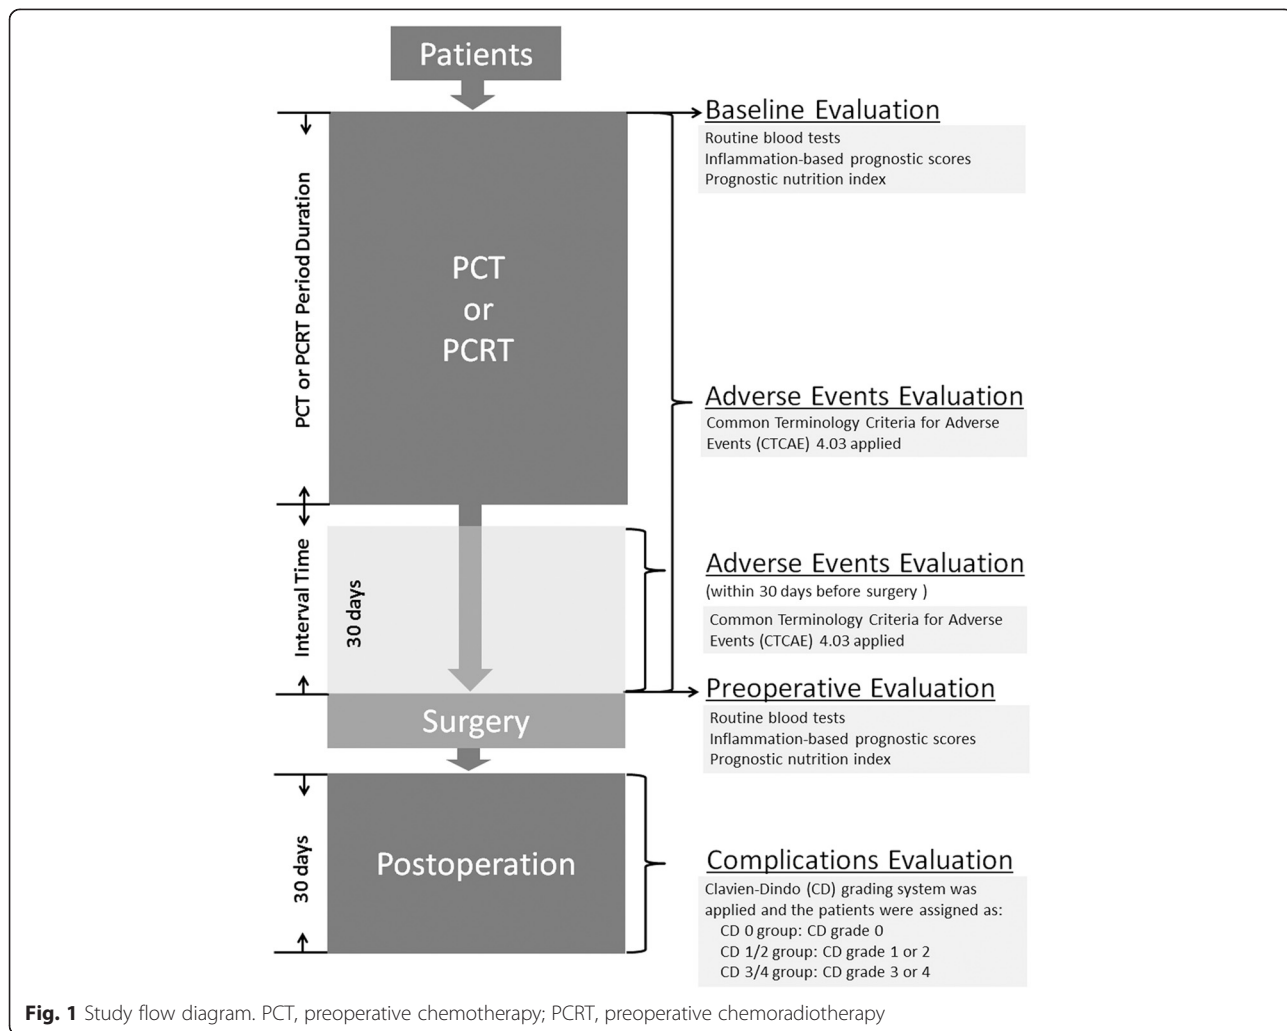 Patients
Baseline Evaluation
Routine blood tests
Inflammation-based prognostic scores
Prognostic nutrition index
PCT or PCRT Period Duration
PCT
or
PCRT
Adverse Events Evaluation
Common Terminology Criteria for Adverse
Events (CTCAE) 4.03 applied
Interval Time
30 days
Adverse Events Evaluation
(within 30 days before surgery )
Common Terminology Criteria for Adverse
Events (CTCAE) 4.03 applied
Preoperative Evaluation
Routine blood tests
Inflammation-based prognostic scores
Prognostic nutrition index
Surgery
30 days
Postoperation
Complications Evaluation
Clavien-Dindo (CD) grading system was
applied and the patients were assigned as:
CD 0 group: CD grade 0
CD 1/2 group: CD grade 1 or 2
CD 3/4 group: CD grade 3 or 4
Fig. 1 Study flow diagram. PCT, preoperative chemotherapy; PCRT, preoperative chemoradiotherapy